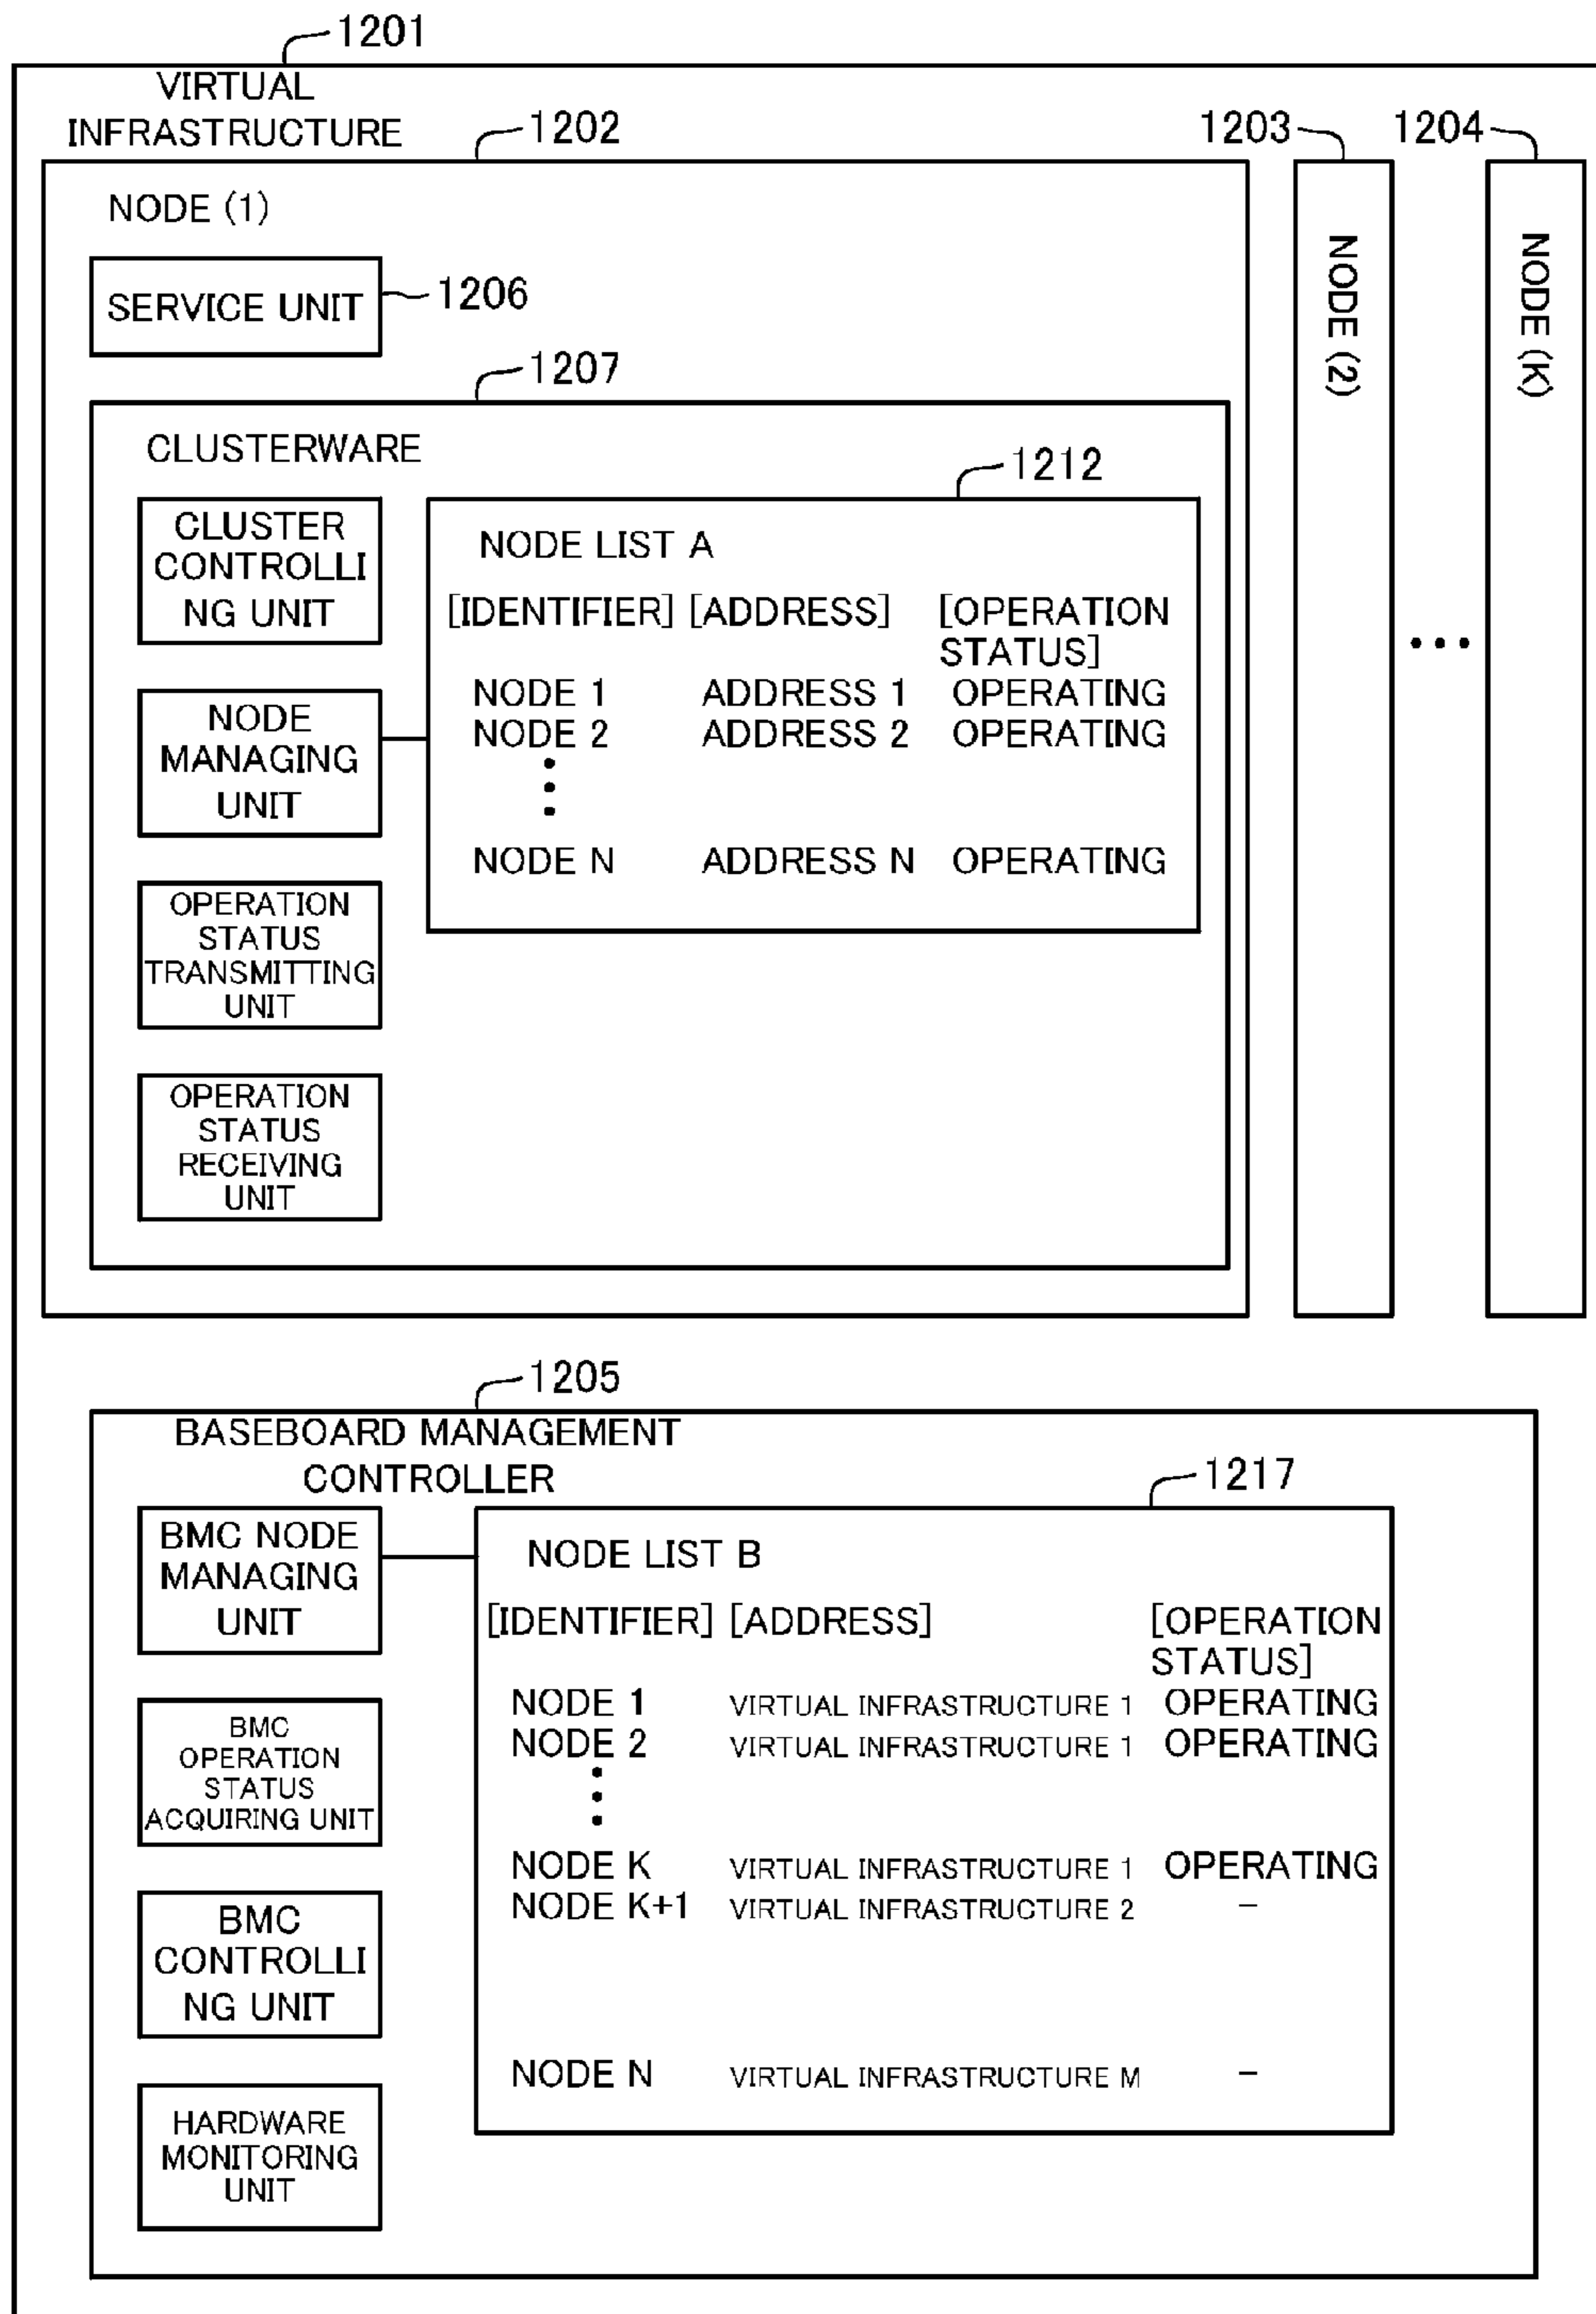 1201
VIRTUAL
INFRASTRUCTURE
1202
1203
1204
NODE (1)
NODE (2)
NODE (K)
SERVICE UNIT
1206
1207
CLUSTERWARE
1212
CLUSTER
CONTROLLI
NG UNIT
NODE LIST A
[IDENTIFIER] [ADDRESS] [OPERATION
STATUS]
NODE 1 ADDRESS 1 OPERATING
NODE 2 ADDRESS 2 OPERATING
NODE N ADDRESS N OPERATING
NODE
MANAGING
UNIT
OPERATION
STATUS
TRANSMITTING
UNIT
OPERATION
STATUS
RECEIVING
UNIT
1205
BASEBOARD MANAGEMENT
CONTROLLER
1217
BMC NODE
MANAGING
UNIT
NODE LIST B
[IDENTIFIER] [ADDRESS] [OPERATION
STATUS]
NODE 1 VIRTUAL INFRASTRUCTURE 1 OPERATING
NODE 2 VIRTUAL INFRASTRUCTURE 1 OPERATING
NODE K VIRTUAL INFRASTRUCTURE 1 OPERATING
NODE K+1 VIRTUAL INFRASTRUCTURE 2 -
NODE N VIRTUAL INFRASTRUCTURE M -
BMC
OPERATION
STATUS
ACQUIRING UNIT
BMC
CONTROLLI
NG UNIT
HARDWARE
MONITORING
UNIT